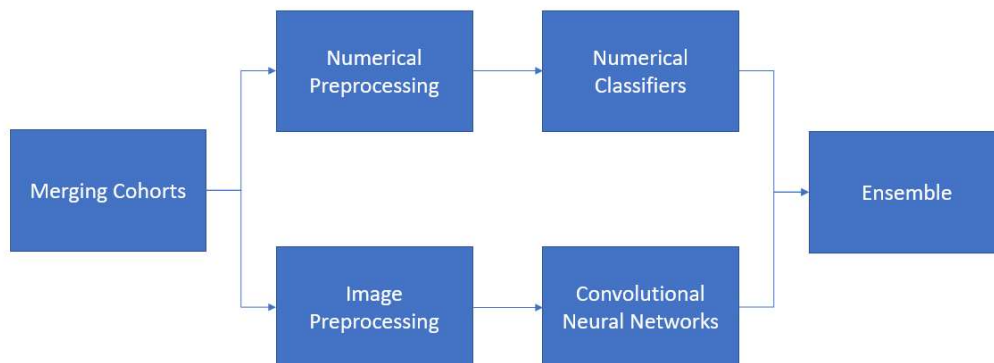 Merging Cohorts
Numerical
Preprocessing
Numerical
Classifiers
Image
Preprocessing
Convolutional
Neural Networks
Ensemble